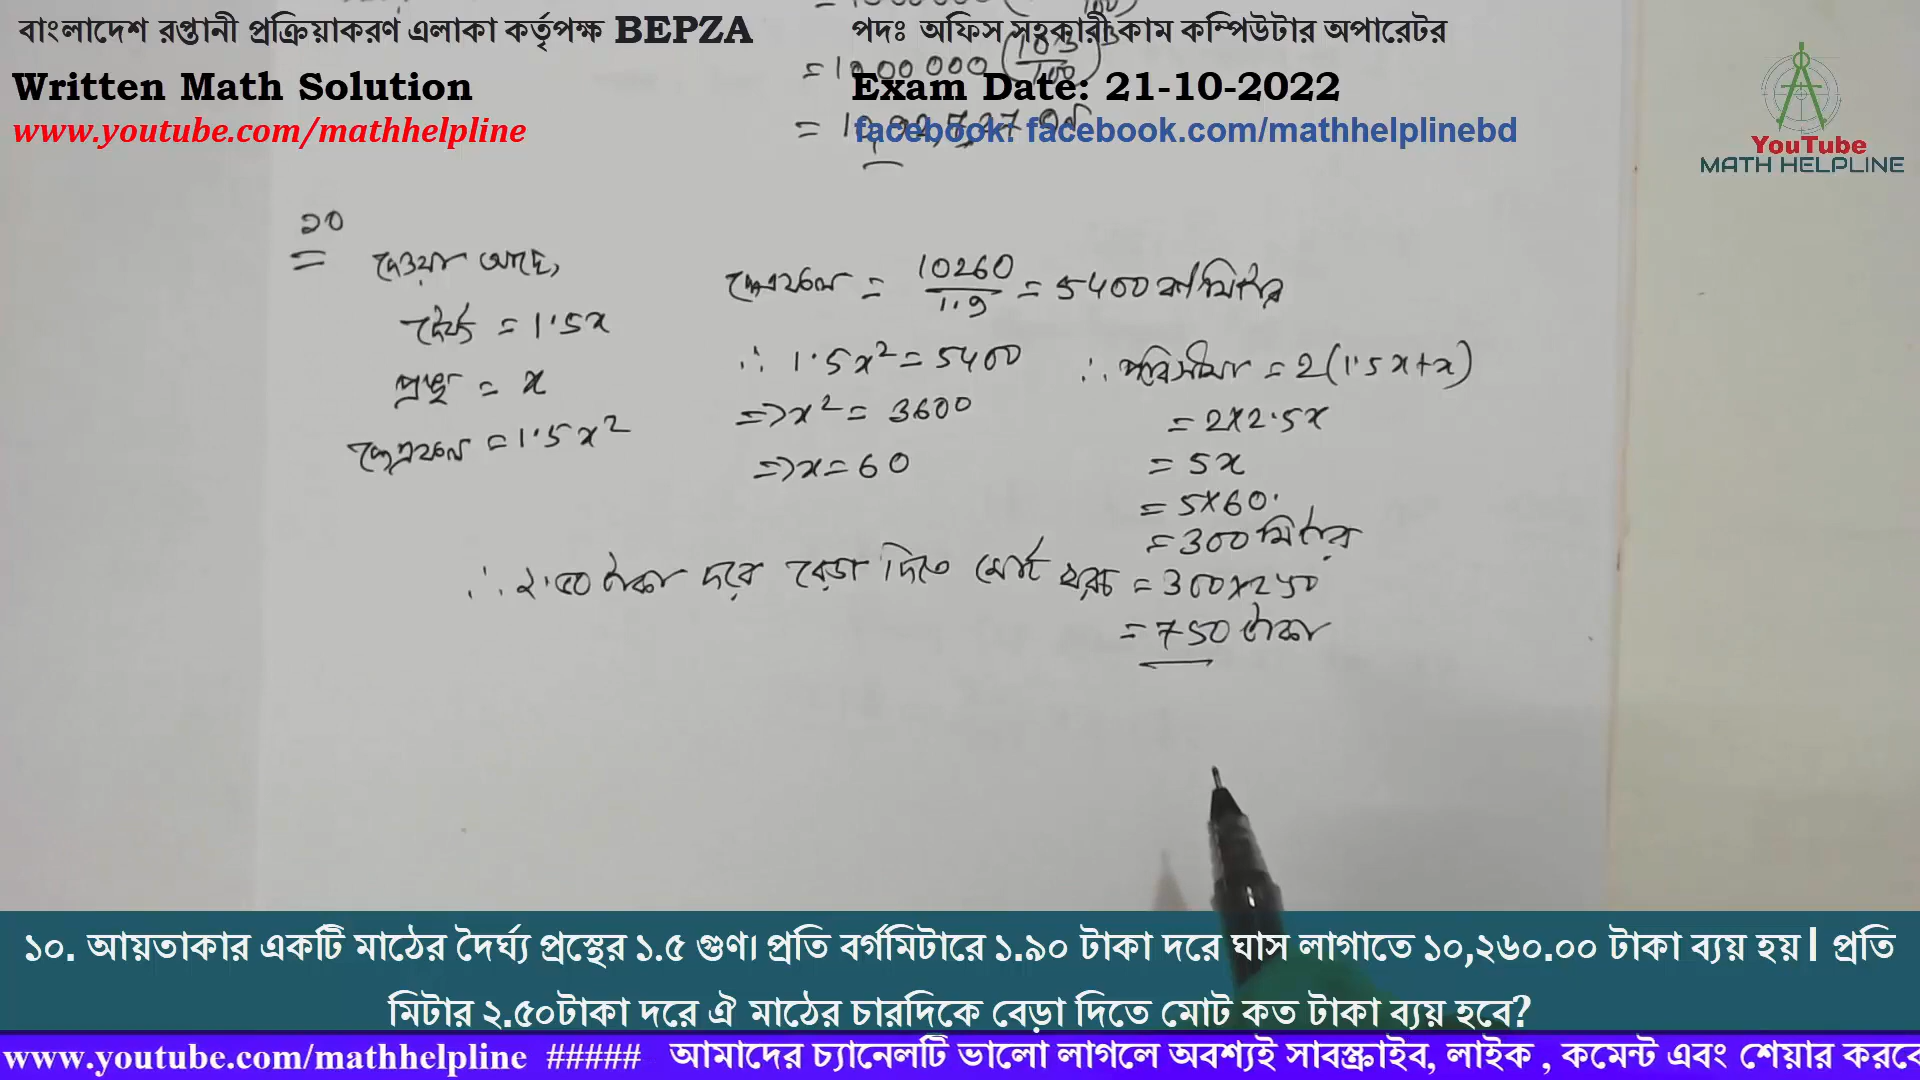 বাংলাদেশ রপ্তানী প্রক্রিয়াকরণ এলাকা কর্তৃপক্ষ BEPZA
পদঃ অফিস সহকারী কাম কম্পিউটার অপারেটর
Written Math Solution
Exam Date: 21-10-2022
www.youtube.com/mathhelpline
facebook: facebook.com/mathhelplinebd
YouTube
MATH HELPLINE
১০
দেওয়া আছে,
দৈর্ঘ্য = 1.5x
প্রস্থ = x
ক্ষেত্রফল = 1.5x²
ক্ষেত্রফল = 10260/1.9 = 5400 বর্গমিটার
∴ 1.5x² = 5400
=> x² = 3600
=> x = 60
∴ পরিসীমা = 2(1.5x+x)
= 2×2.5x
= 5x
= 5×60
= 300 মিটার
∴ ২.৫০ টাকা দরে বেড়া দিতে মোট খরচ = 300×2.50
= 750 টাকা
১০. আয়তাকার একটি মাঠের দৈর্ঘ্য প্রস্থের ১.৫ গুণ। প্রতি বর্গমিটারে ১.৯০ টাকা দরে ঘাস লাগাতে ১০,২৬০.০০ টাকা ব্যয় হয়। প্রতি
মিটার ২.৫০টাকা দরে ঐ মাঠের চারদিকে বেড়া দিতে মোট কত টাকা ব্যয় হবে?
www.youtube.com/mathhelpline ##### আমাদের চ্যানেলটি ভালো লাগলে অবশ্যই সাবস্ক্রাইব, লাইক , কমেন্ট এবং শেয়ার করবে